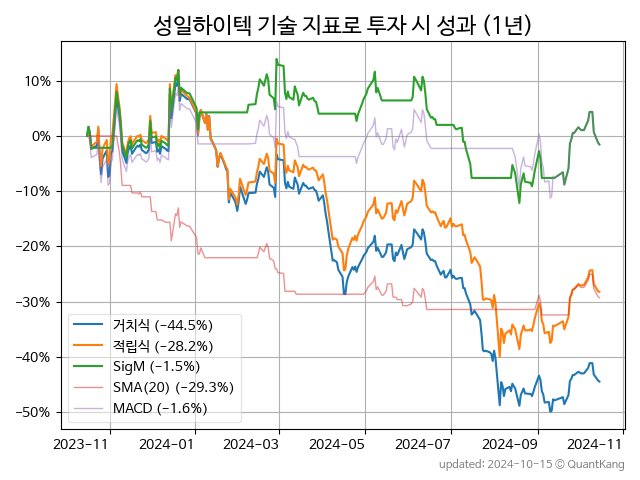 성일하이텍 기술 지표로 투자 시 성과 (1년)
10%
0%
−10%
−20%
−30%
−40%
−50%
거치식 (−44.5%)
적립식 (−28.2%)
SigM (−1.5%)
SMA(20) (−29.3%)
MACD (−1.6%)
2023-11 2024-01 2024-03 2024-05 2024-07 2024-09 2024-11
updated: 2024-10-15 © QuantKang